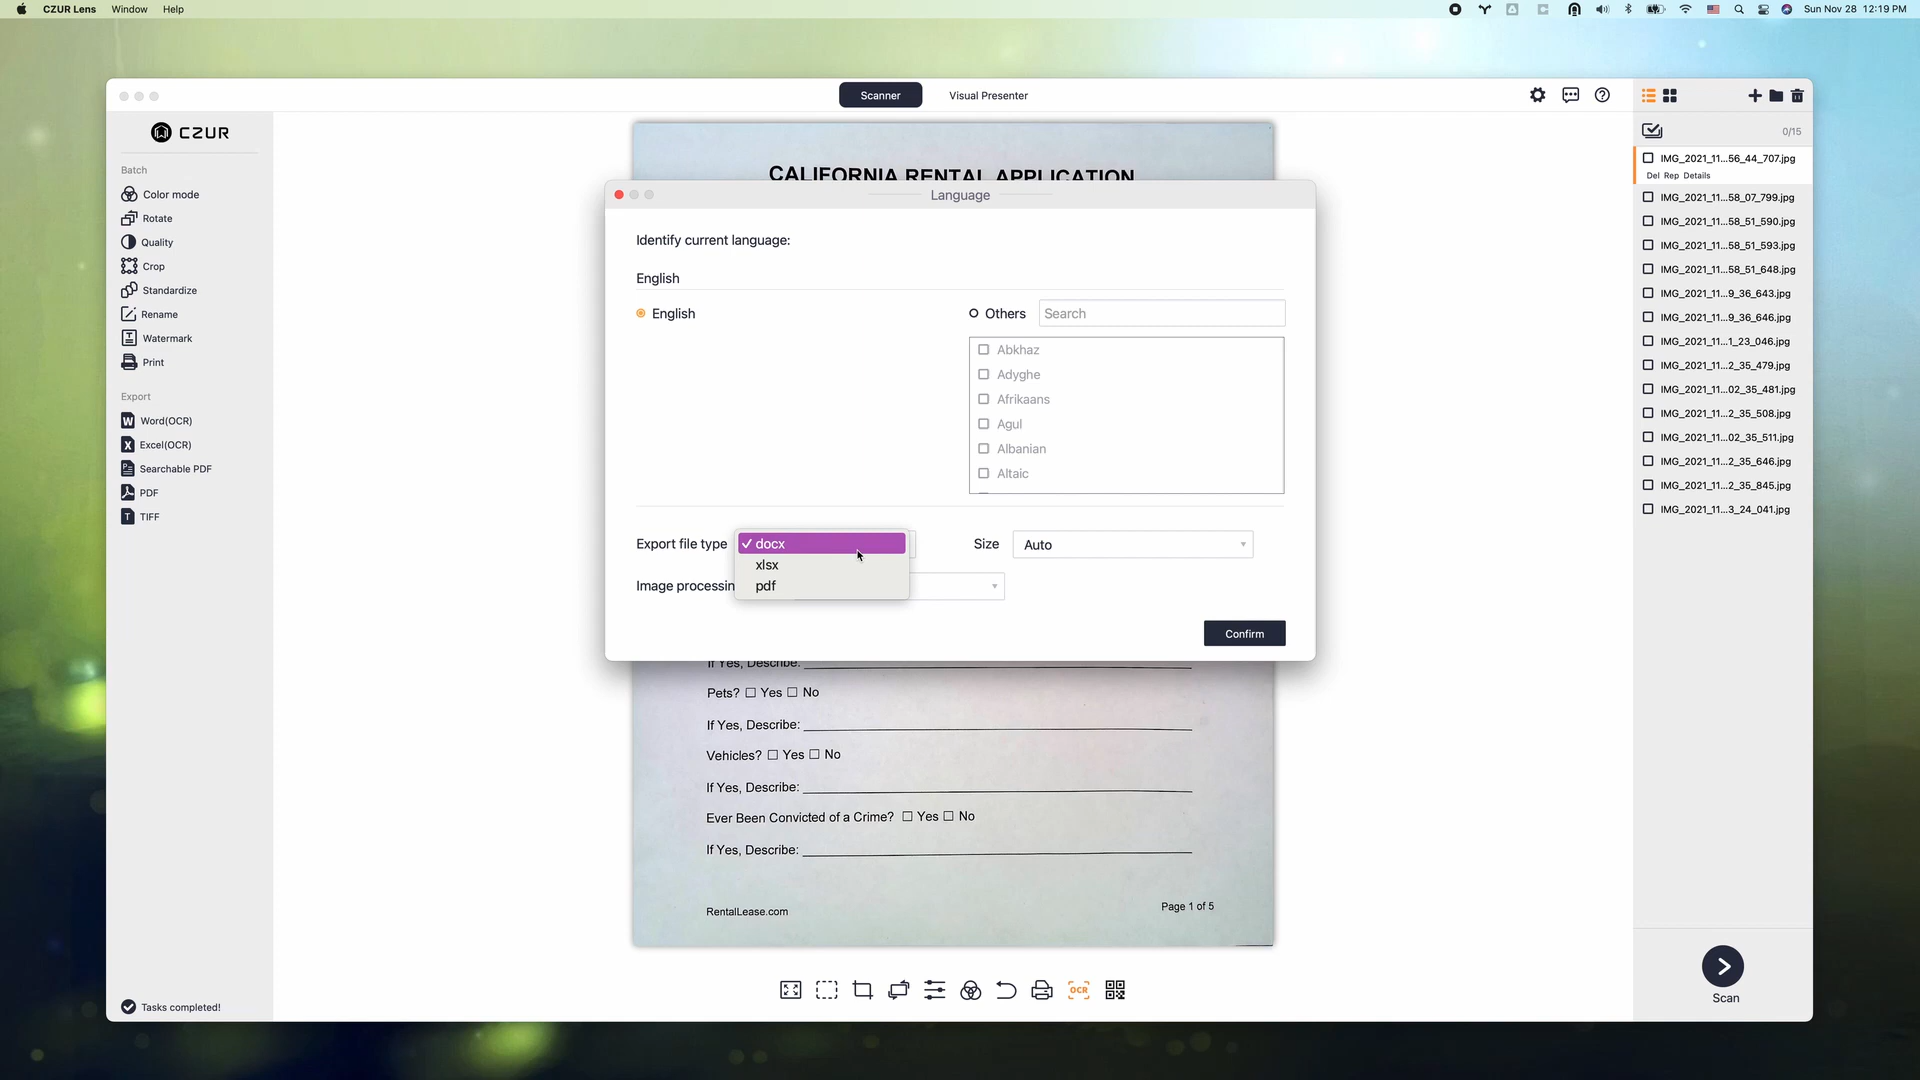 CZUR Lens Window Help
Sun Nov 28 12:19 PM
Scanner Visual Presenter
CZUR
Batch
Color mode
Rotate
Quality
Crop
Standardize
Rename
Watermark
Print
Export
Word(OCR)
Excel(OCR)
Searchable PDF
PDF
TIFF
Tasks completed!
CALIFORNIA RENTAL APPLICATION
Language
Identify current language:
English
English
Others Search
Abkhaz
Adyghe
Afrikaans
Agul
Albanian
Altaic
Export file type docx
xlsx
pdf
Size Auto
Image processin
Confirm
If Yes, Describe:
Pets? ☐ Yes ☐ No
If Yes, Describe:
Vehicles? ☐ Yes ☐ No
If Yes, Describe:
Ever Been Convicted of a Crime? ☐ Yes ☐ No
If Yes, Describe:
RentalLease.com
Page 1 of 5
OCR
0/15
IMG_2021_11...56_44_707.jpg
Del Rep Details
IMG_2021_11...58_07_799.jpg
IMG_2021_11...58_51_590.jpg
IMG_2021_11...58_51_593.jpg
IMG_2021_11...58_51_648.jpg
IMG_2021_11...9_36_643.jpg
IMG_2021_11...9_36_646.jpg
IMG_2021_11...1_23_046.jpg
IMG_2021_11...2_35_479.jpg
IMG_2021_11...02_35_481.jpg
IMG_2021_11...2_35_508.jpg
IMG_2021_11...02_35_511.jpg
IMG_2021_11...2_35_646.jpg
IMG_2021_11...2_35_845.jpg
IMG_2021_11...3_24_041.jpg
Scan